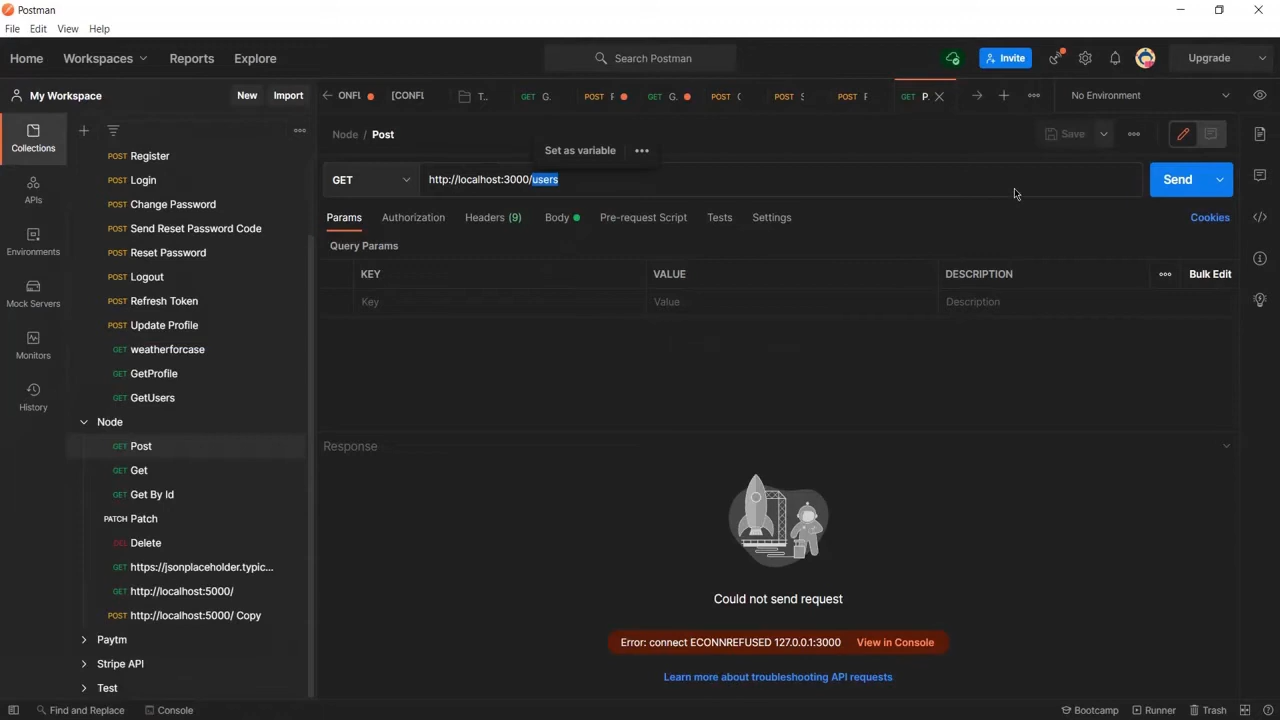 Postman
File Edit View Help
Home Workspaces Reports Explore Search Postman Invite Upgrade
My Workspace New Import
ONFL [CONFL T.. GET G. POST F GET G. POST C POST S POST F GET P. No Environment
Collections
APIs
Environments
Mock Servers
Monitors
History
POST Register
POST Login
POST Change Password
POST Send Reset Password Code
POST Reset Password
POST Logout
POST Refresh Token
POST Update Profile
GET weatherforcase
GET GetProfile
GET GetUsers
Node
GET Post
GET Get
GET Get By Id
PATCH Patch
DEL Delete
GET https://jsonplaceholder.typic...
GET http://localhost:5000/
POST http://localhost:5000/ Copy
Paytm
Stripe API
Test
Node / Post Save
Set as variable
GET http://localhost:3000/users Send
Params Authorization Headers (9) Body Pre-request Script Tests Settings Cookies
Query Params
KEY VALUE DESCRIPTION Bulk Edit
Key Value Description
Response
Could not send request
Error: connect ECONNREFUSED 127.0.0.1:3000 View in Console
Learn more about troubleshooting API requests
Find and Replace Console Bootcamp Runner Trash